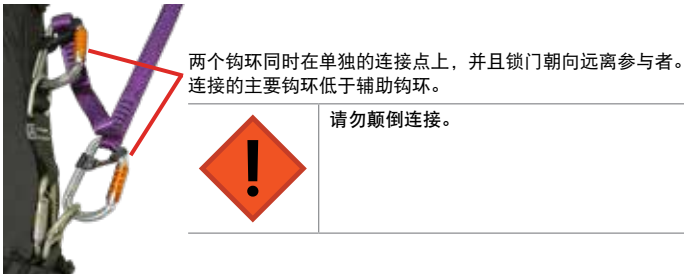 两个钩环同时在单独的连接点上，并且锁门朝向远离参与者。
连接的主要钩环低于辅助钩环。
请勿颠倒连接。
!